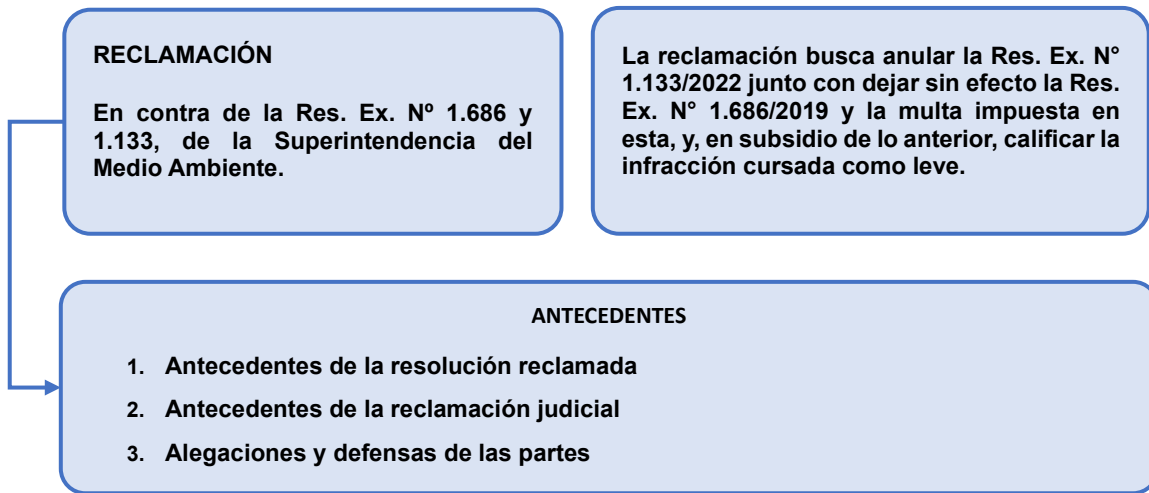 RECLAMACIÓN
En contra de la Res. Ex. Nº 1.686 y
1.133, de la Superintendencia del
Medio Ambiente.
La reclamación busca anular la Res. Ex. N°
1.133/2022 junto con dejar sin efecto la Res.
Ex. N° 1.686/2019 y la multa impuesta en
esta, y, en subsidio de lo anterior, calificar la
infracción cursada como leve.
ANTECEDENTES
1. Antecedentes de la resolución reclamada
2. Antecedentes de la reclamación judicial
3. Alegaciones y defensas de las partes